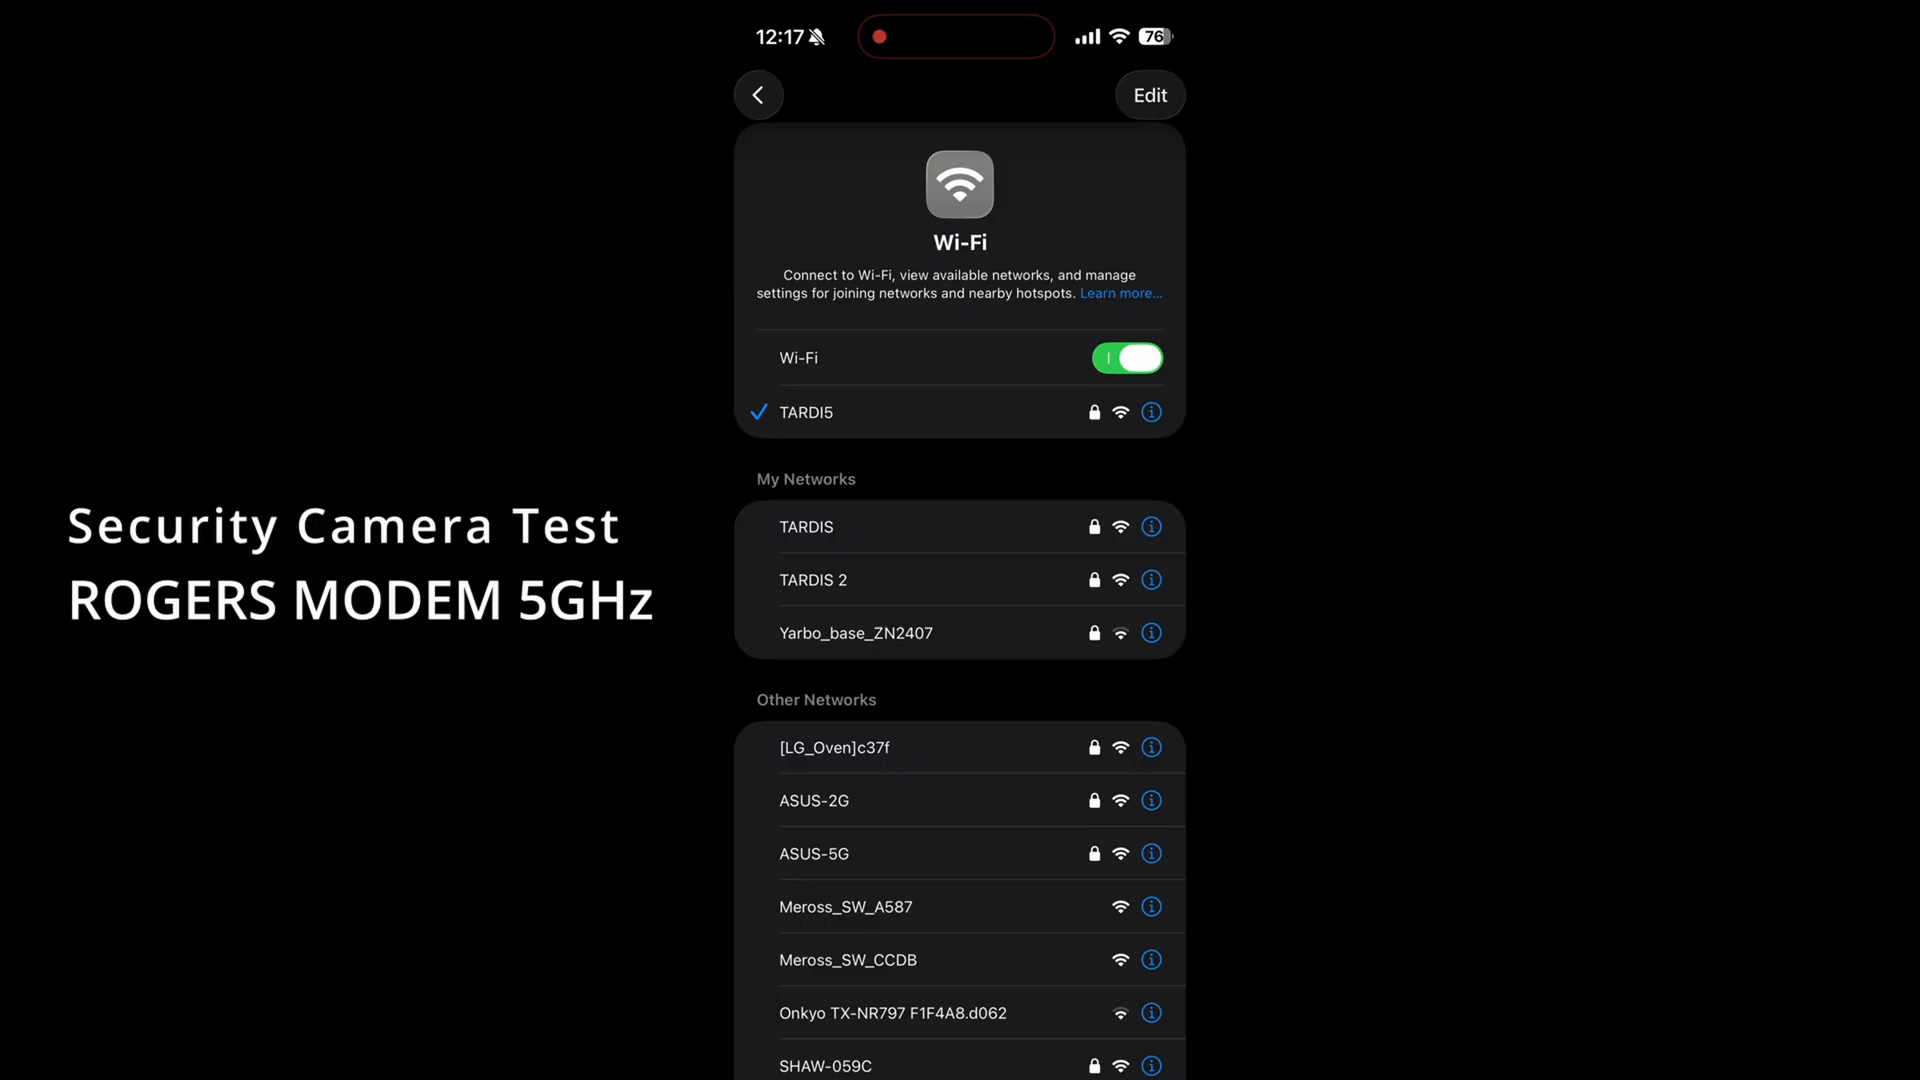 12:17
76
Edit
Wi-Fi
Connect to Wi-Fi, view available networks, and manage
settings for joining networks and nearby hotspots. Learn more...
Wi-Fi
TARDI5
My Networks
TARDIS
TARDIS 2
Yarbo_base_ZN2407
Other Networks
[LG_Oven]c37f
ASUS-2G
ASUS-5G
Meross_SW_A587
Meross_SW_CCDB
Onkyo TX-NR797 F1F4A8.d062
SHAW-059C
Security Camera Test
ROGERS MODEM 5GHz